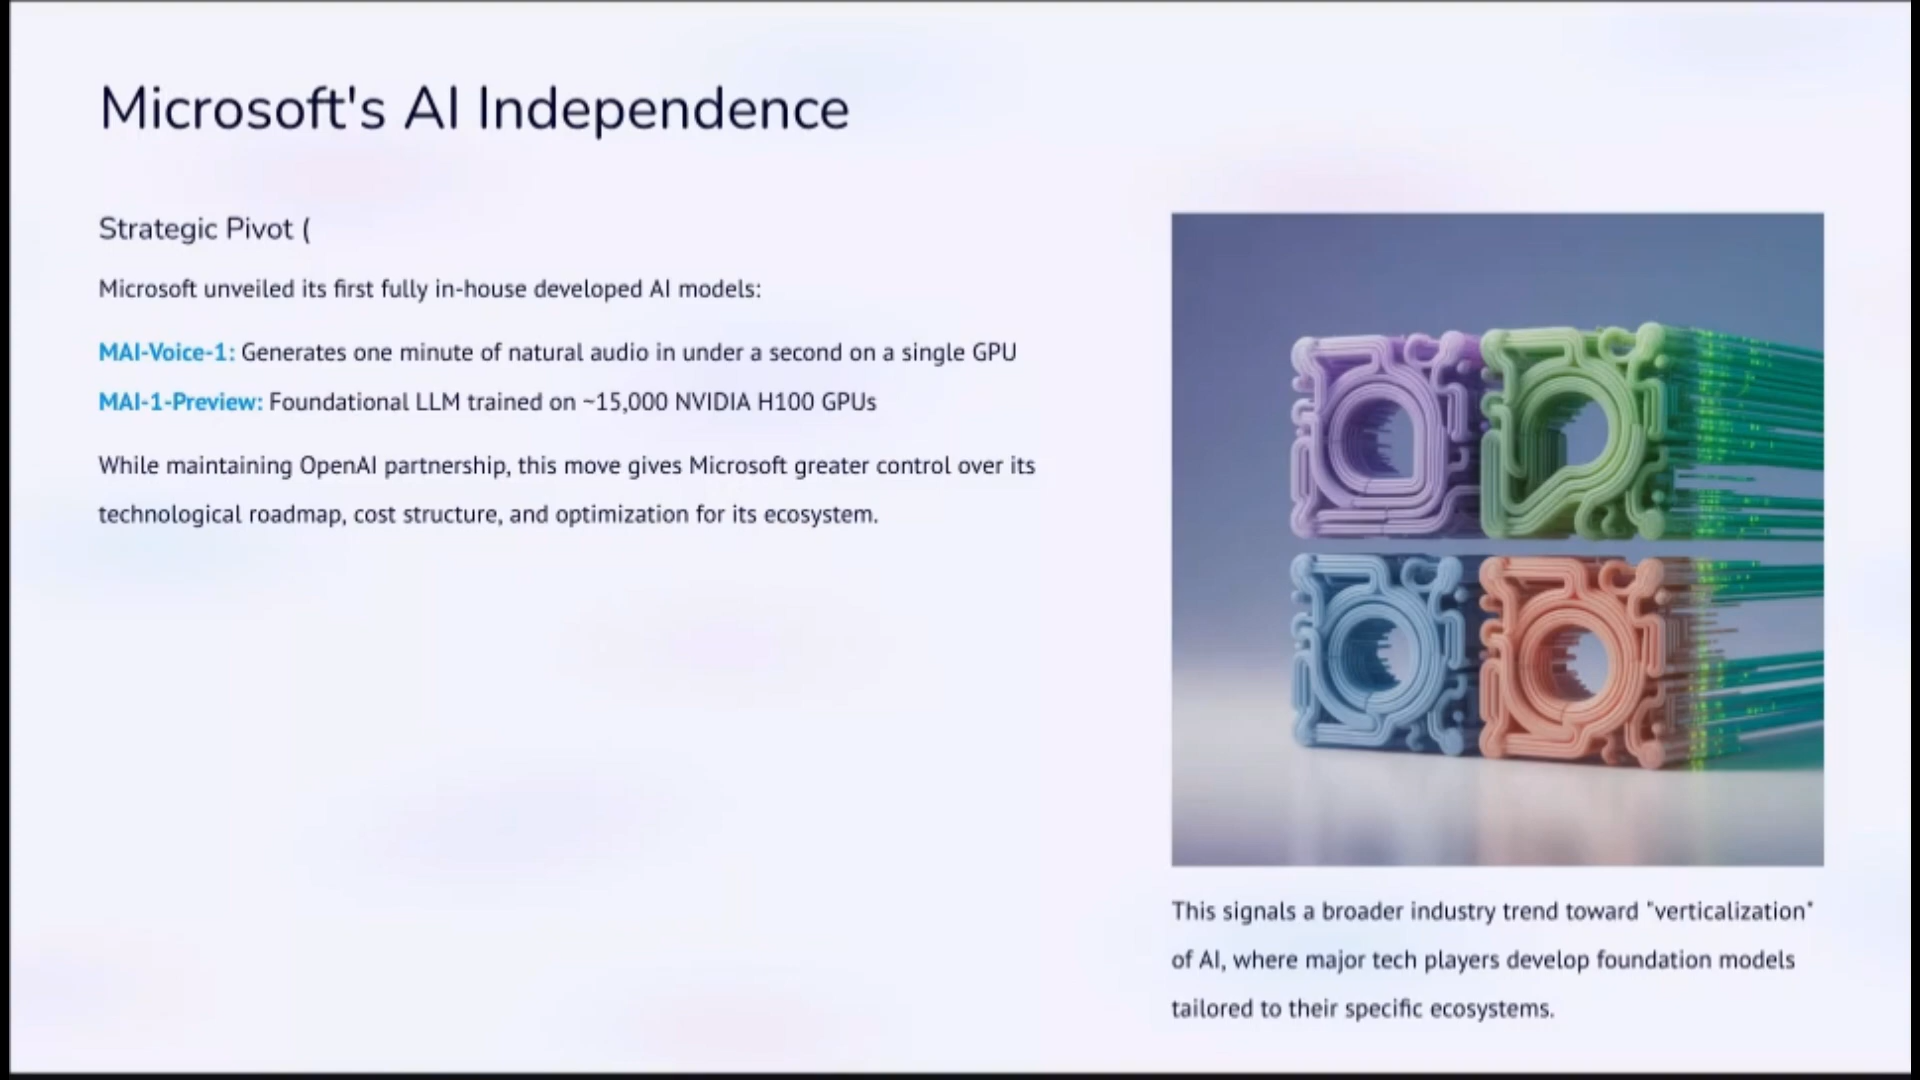 Microsoft's AI Independence
Strategic Pivot (
Microsoft unveiled its first fully in-house developed AI models:
MAI-Voice-1: Generates one minute of natural audio in under a second on a single GPU
MAI-1-Preview: Foundational LLM trained on ~15,000 NVIDIA H100 GPUs
While maintaining OpenAI partnership, this move gives Microsoft greater control over its
technological roadmap, cost structure, and optimization for its ecosystem.
This signals a broader industry trend toward "verticalization"
of AI, where major tech players develop foundation models
tailored to their specific ecosystems.